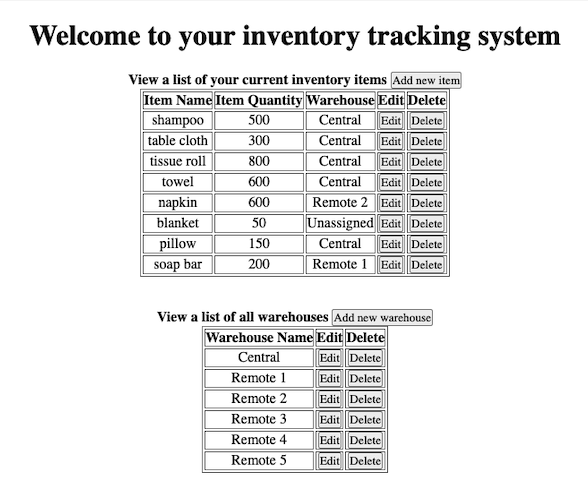 Welcome to your inventory tracking system
View a list of your current inventory items Add new item
Item Name Item Quantity Warehouse Edit Delete
shampoo 500 Central Edit Delete
table cloth 300 Central Edit Delete
tissue roll 800 Central Edit Delete
towel 600 Central Edit Delete
napkin 600 Remote 2 Edit Delete
blanket 50 Unassigned Edit Delete
pillow 150 Central Edit Delete
soap bar 200 Remote 1 Edit Delete
View a list of all warehouses Add new warehouse
Warehouse Name Edit Delete
Central Edit Delete
Remote 1 Edit Delete
Remote 2 Edit Delete
Remote 3 Edit Delete
Remote 4 Edit Delete
Remote 5 Edit Delete